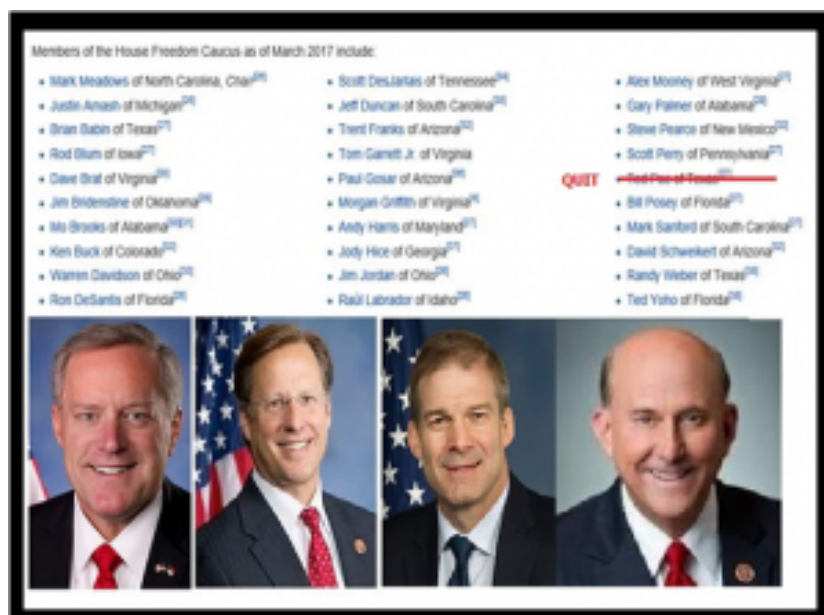 Members of the House Freedom Caucus as of March 2017 include:
Mark Meadows of North Carolina, Chair
Justin Amash of Michigan
Brian Babin of Texas
Rod Blum of Iowa
Dave Brat of Virginia
Jim Bridenstine of Oklahoma
Mo Brooks of Alabama
Ken Buck of Colorado
Warren Davidson of Ohio
Ron DeSantis of Florida
Scott DesJarlais of Tennessee
Jeff Duncan of South Carolina
Trent Franks of Arizona
Tom Garrett Jr. of Virginia
Paul Gosar of Arizona
Morgan Griffith of Virginia
Andy Harris of Maryland
Jody Hice of Georgia
Jim Jordan of Ohio
Raúl Labrador of Idaho
Alex Mooney of West Virginia
Gary Palmer of Alabama
Steve Pearce of New Mexico
Scott Perry of Pennsylvania
QUIT Ted Poe of Texas
Bill Posey of Florida
Mark Sanford of South Carolina
David Schweikert of Arizona
Randy Weber of Texas
Ted Yoho of Florida